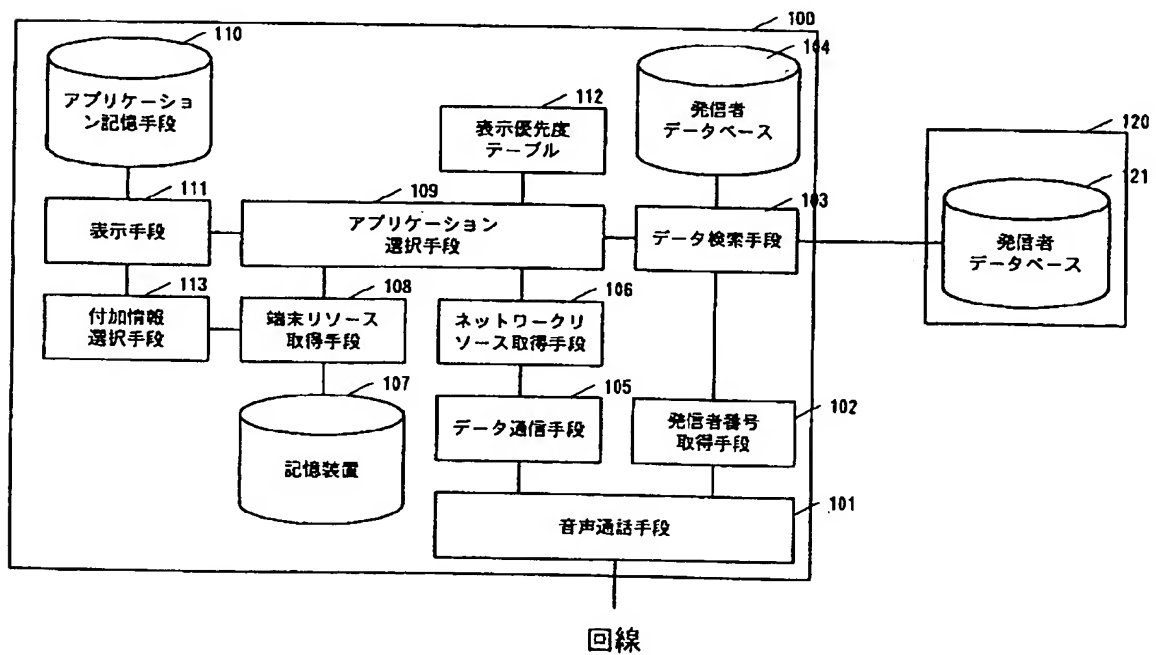 100
110
アプリケーショ
ン記憶手段
112
表示優先度
テーブル
104
発信者
データベース
120
121
発信者
データベース
111
表示手段
109
アプリケーション
選択手段
103
データ検索手段
113
付加情報
選択手段
108
端末リソース
取得手段
106
ネットワークリ
ソース取得手段
107
記憶装置
105
データ通信手段
102
発信者番号
取得手段
101
音声通話手段
回線